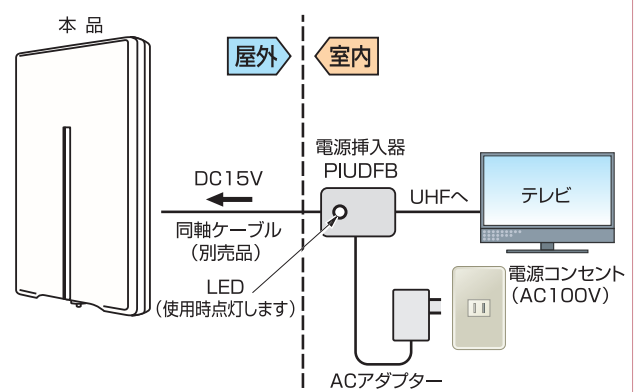 本 品
屋外
室内
電源挿入器
PIUDFB
DC15V
UHFへ
テレビ
同軸ケーブル
(別売品)
LED
(使用時点灯します)
電源コンセント
(AC100V)
ACアダプター